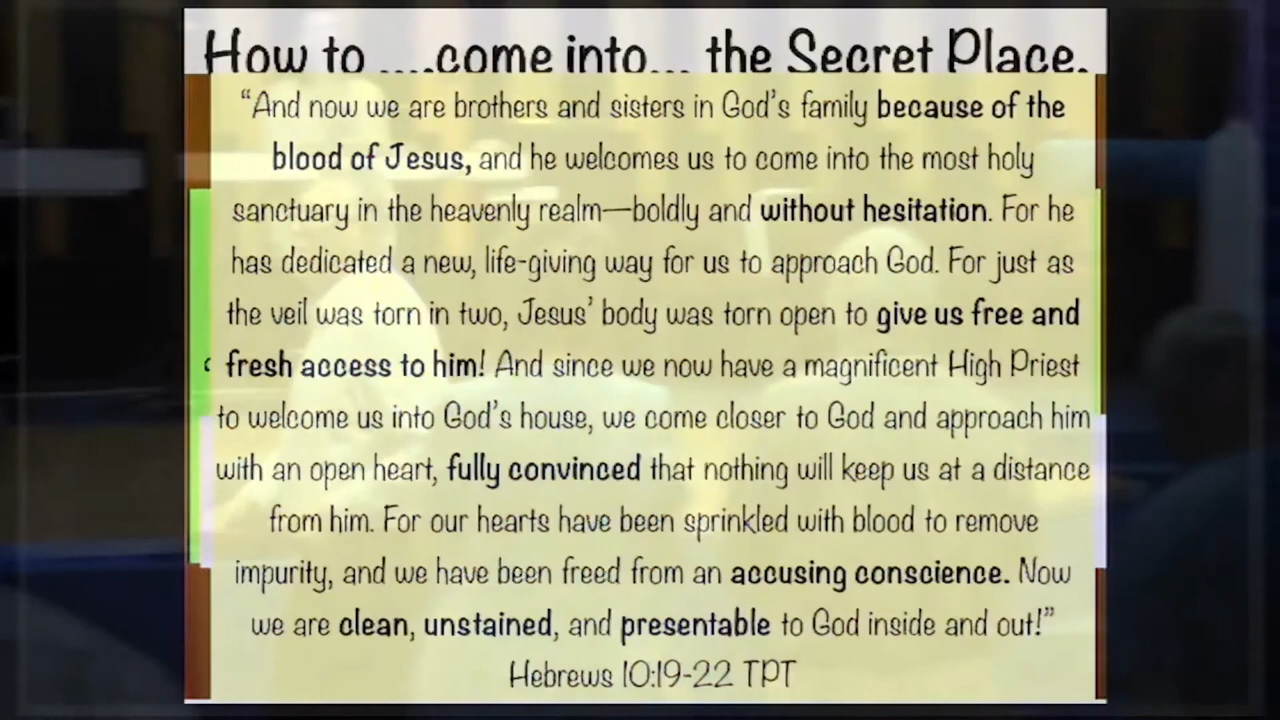 How to ....come into... the Secret Place.
“And now we are brothers and sisters in God’s family because of the
blood of Jesus, and he welcomes us to come into the most holy
sanctuary in the heavenly realm—boldly and without hesitation. For he
has dedicated a new, life-giving way for us to approach God. For just as
the veil was torn in two, Jesus’ body was torn open to give us free and
fresh access to him! And since we now have a magnificent High Priest
to welcome us into God’s house, we come closer to God and approach him
with an open heart, fully convinced that nothing will keep us at a distance
from him. For our hearts have been sprinkled with blood to remove
impurity, and we have been freed from an accusing conscience. Now
we are clean, unstained, and presentable to God inside and out!”
Hebrews 10:19-22 TPT